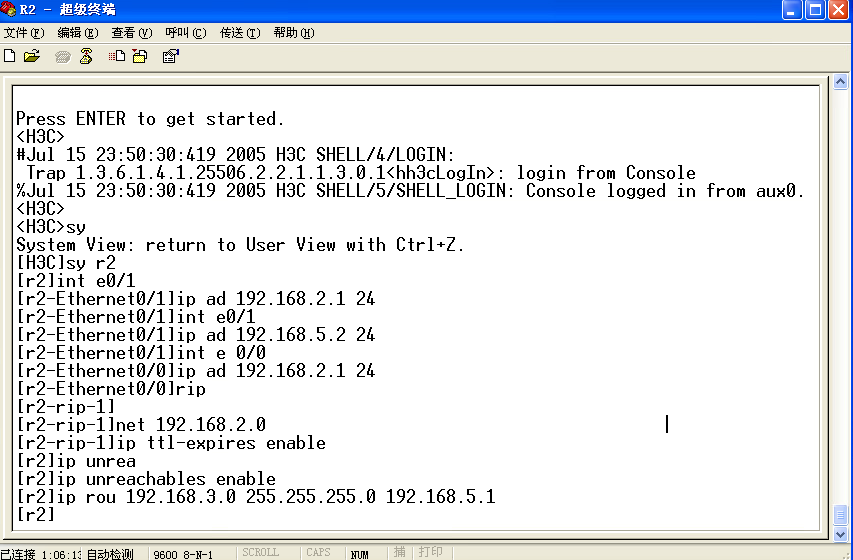 R2 - 超级终端
文件(F) 编辑(E) 查看(V) 呼叫(C) 传送(T) 帮助(H)
Press ENTER to get started.
<H3C>
#Jul 15 23:50:30:419 2005 H3C SHELL/4/LOGIN:
 Trap 1.3.6.1.4.1.25506.2.2.1.1.3.0.1<hh3cLogIn>: login from Console
%Jul 15 23:50:30:419 2005 H3C SHELL/5/SHELL_LOGIN: Console logged in from aux0.
<H3C>
<H3C>sy
System View: return to User View with Ctrl+Z.
[H3C]sy r2
[r2]int e0/1
[r2-Ethernet0/1]ip ad 192.168.2.1 24
[r2-Ethernet0/1]int e0/1
[r2-Ethernet0/1]ip ad 192.168.5.2 24
[r2-Ethernet0/1]int e 0/0
[r2-Ethernet0/0]ip ad 192.168.2.1 24
[r2-Ethernet0/0]rip
[r2-rip-1]
[r2-rip-1]net 192.168.2.0
[r2-rip-1]ip ttl-expires enable
[r2]ip unrea
[r2]ip unreachables enable
[r2]ip rou 192.168.3.0 255.255.255.0 192.168.5.1
[r2]
已连接 1:06:13 自动检测 9600 8-N-1 SCROLL CAPS NUM 捕 打印